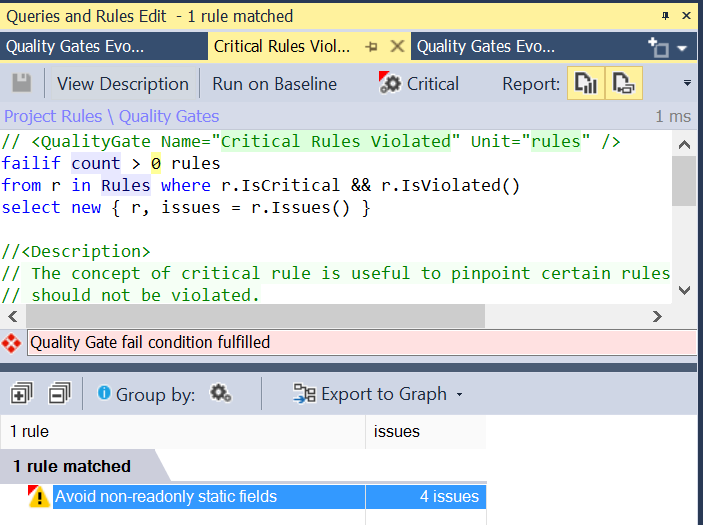 Queries and Rules Edit - 1 rule matched
Quality Gates Evo... Critical Rules Viol... Quality Gates Evo...
View Description Run on Baseline Critical Report:
Project Rules \ Quality Gates 1 ms
// <QualityGate Name="Critical Rules Violated" Unit="rules" />
failif count > 0 rules
from r in Rules where r.IsCritical && r.IsViolated()
select new { r, issues = r.Issues() }
//<Description>
// The concept of critical rule is useful to pinpoint certain rules
// should not be violated.
Quality Gate fail condition fulfilled
Group by: Export to Graph
1 rule issues
1 rule matched
Avoid non-readonly static fields 4 issues